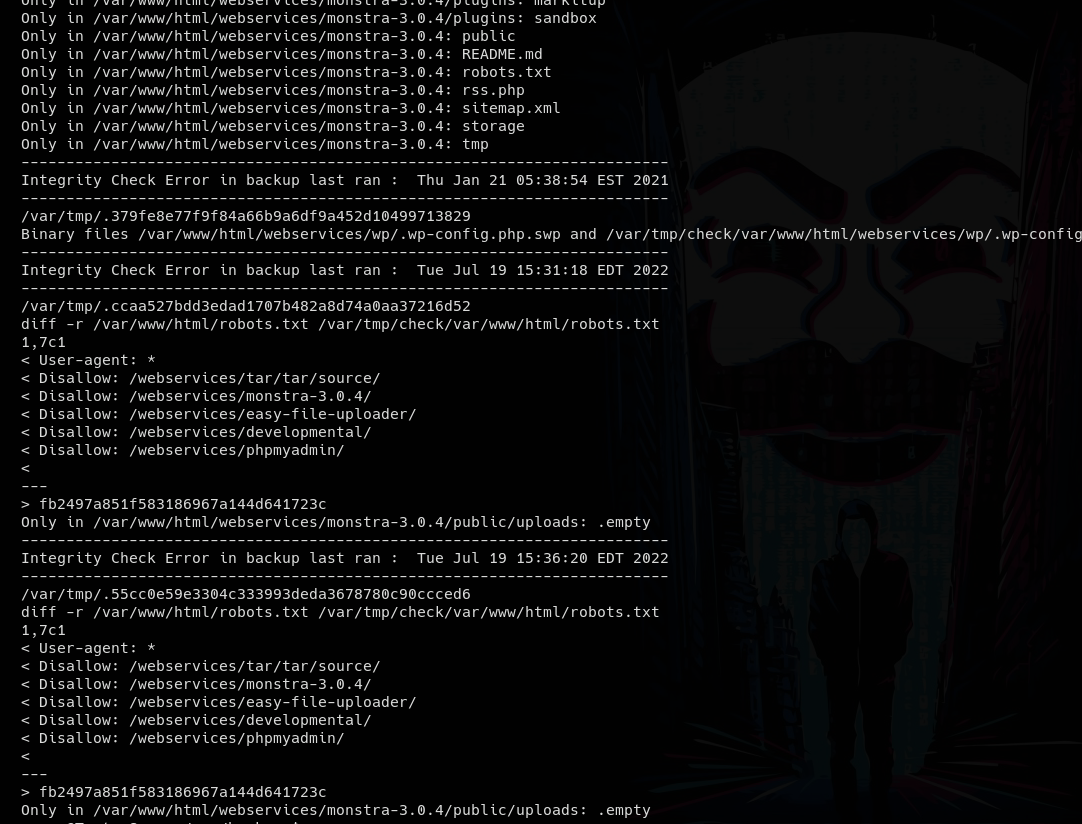 Only in /var/www/html/webservices/monstra-3.0.4/plugins: markitup
Only in /var/www/html/webservices/monstra-3.0.4/plugins: sandbox
Only in /var/www/html/webservices/monstra-3.0.4: public
Only in /var/www/html/webservices/monstra-3.0.4: README.md
Only in /var/www/html/webservices/monstra-3.0.4: robots.txt
Only in /var/www/html/webservices/monstra-3.0.4: rss.php
Only in /var/www/html/webservices/monstra-3.0.4: sitemap.xml
Only in /var/www/html/webservices/monstra-3.0.4: storage
Only in /var/www/html/webservices/monstra-3.0.4: tmp
------------------------------------------------------------------------
Integrity Check Error in backup last ran :  Thu Jan 21 05:38:54 EST 2021
------------------------------------------------------------------------
/var/tmp/.379fe8e77f9f84a66b9a6df9a452d10499713829
Binary files /var/www/html/webservices/wp/.wp-config.php.swp and /var/tmp/check/var/www/html/webservices/wp/.wp-config
------------------------------------------------------------------------
Integrity Check Error in backup last ran :  Tue Jul 19 15:31:18 EDT 2022
------------------------------------------------------------------------
/var/tmp/.ccaa527bdd3edad1707b482a8d74a0aa37216d52
diff -r /var/www/html/robots.txt /var/tmp/check/var/www/html/robots.txt
1,7c1
< User-agent: *
< Disallow: /webservices/tar/tar/source/
< Disallow: /webservices/monstra-3.0.4/
< Disallow: /webservices/easy-file-uploader/
< Disallow: /webservices/developmental/
< Disallow: /webservices/phpmyadmin/
<
---
> fb2497a851f583186967a144d641723c
Only in /var/www/html/webservices/monstra-3.0.4/public/uploads: .empty
------------------------------------------------------------------------
Integrity Check Error in backup last ran :  Tue Jul 19 15:36:20 EDT 2022
------------------------------------------------------------------------
/var/tmp/.55cc0e59e3304c333993deda3678780c90ccced6
diff -r /var/www/html/robots.txt /var/tmp/check/var/www/html/robots.txt
1,7c1
< User-agent: *
< Disallow: /webservices/tar/tar/source/
< Disallow: /webservices/monstra-3.0.4/
< Disallow: /webservices/easy-file-uploader/
< Disallow: /webservices/developmental/
< Disallow: /webservices/phpmyadmin/
<
---
> fb2497a851f583186967a144d641723c
Only in /var/www/html/webservices/monstra-3.0.4/public/uploads: .empty